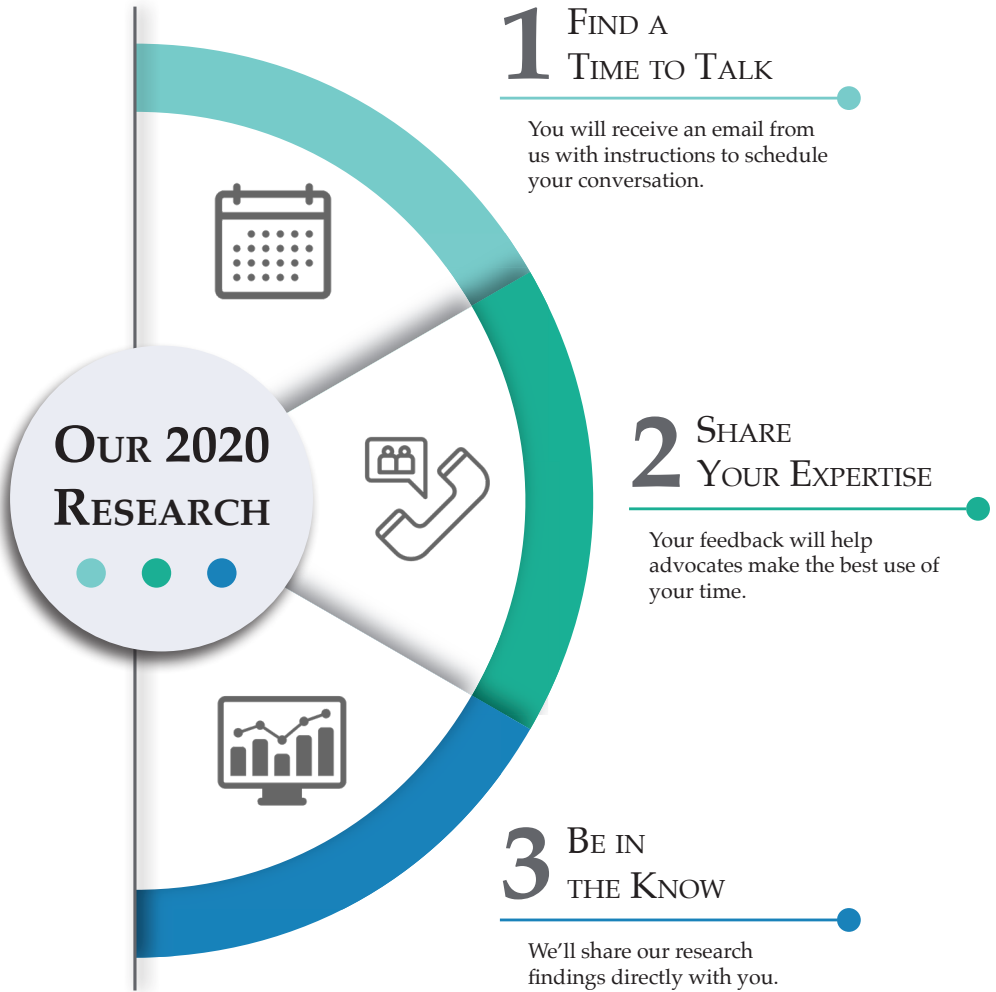 Our 2020
Research
1
Find a
Time to Talk
You will receive an email from
us with instructions to schedule
your conversation.
2
Share
Your Expertise
Your feedback will help
advocates make the best use of
your time.
3
Be in
the Know
We’ll share our research
findings directly with you.